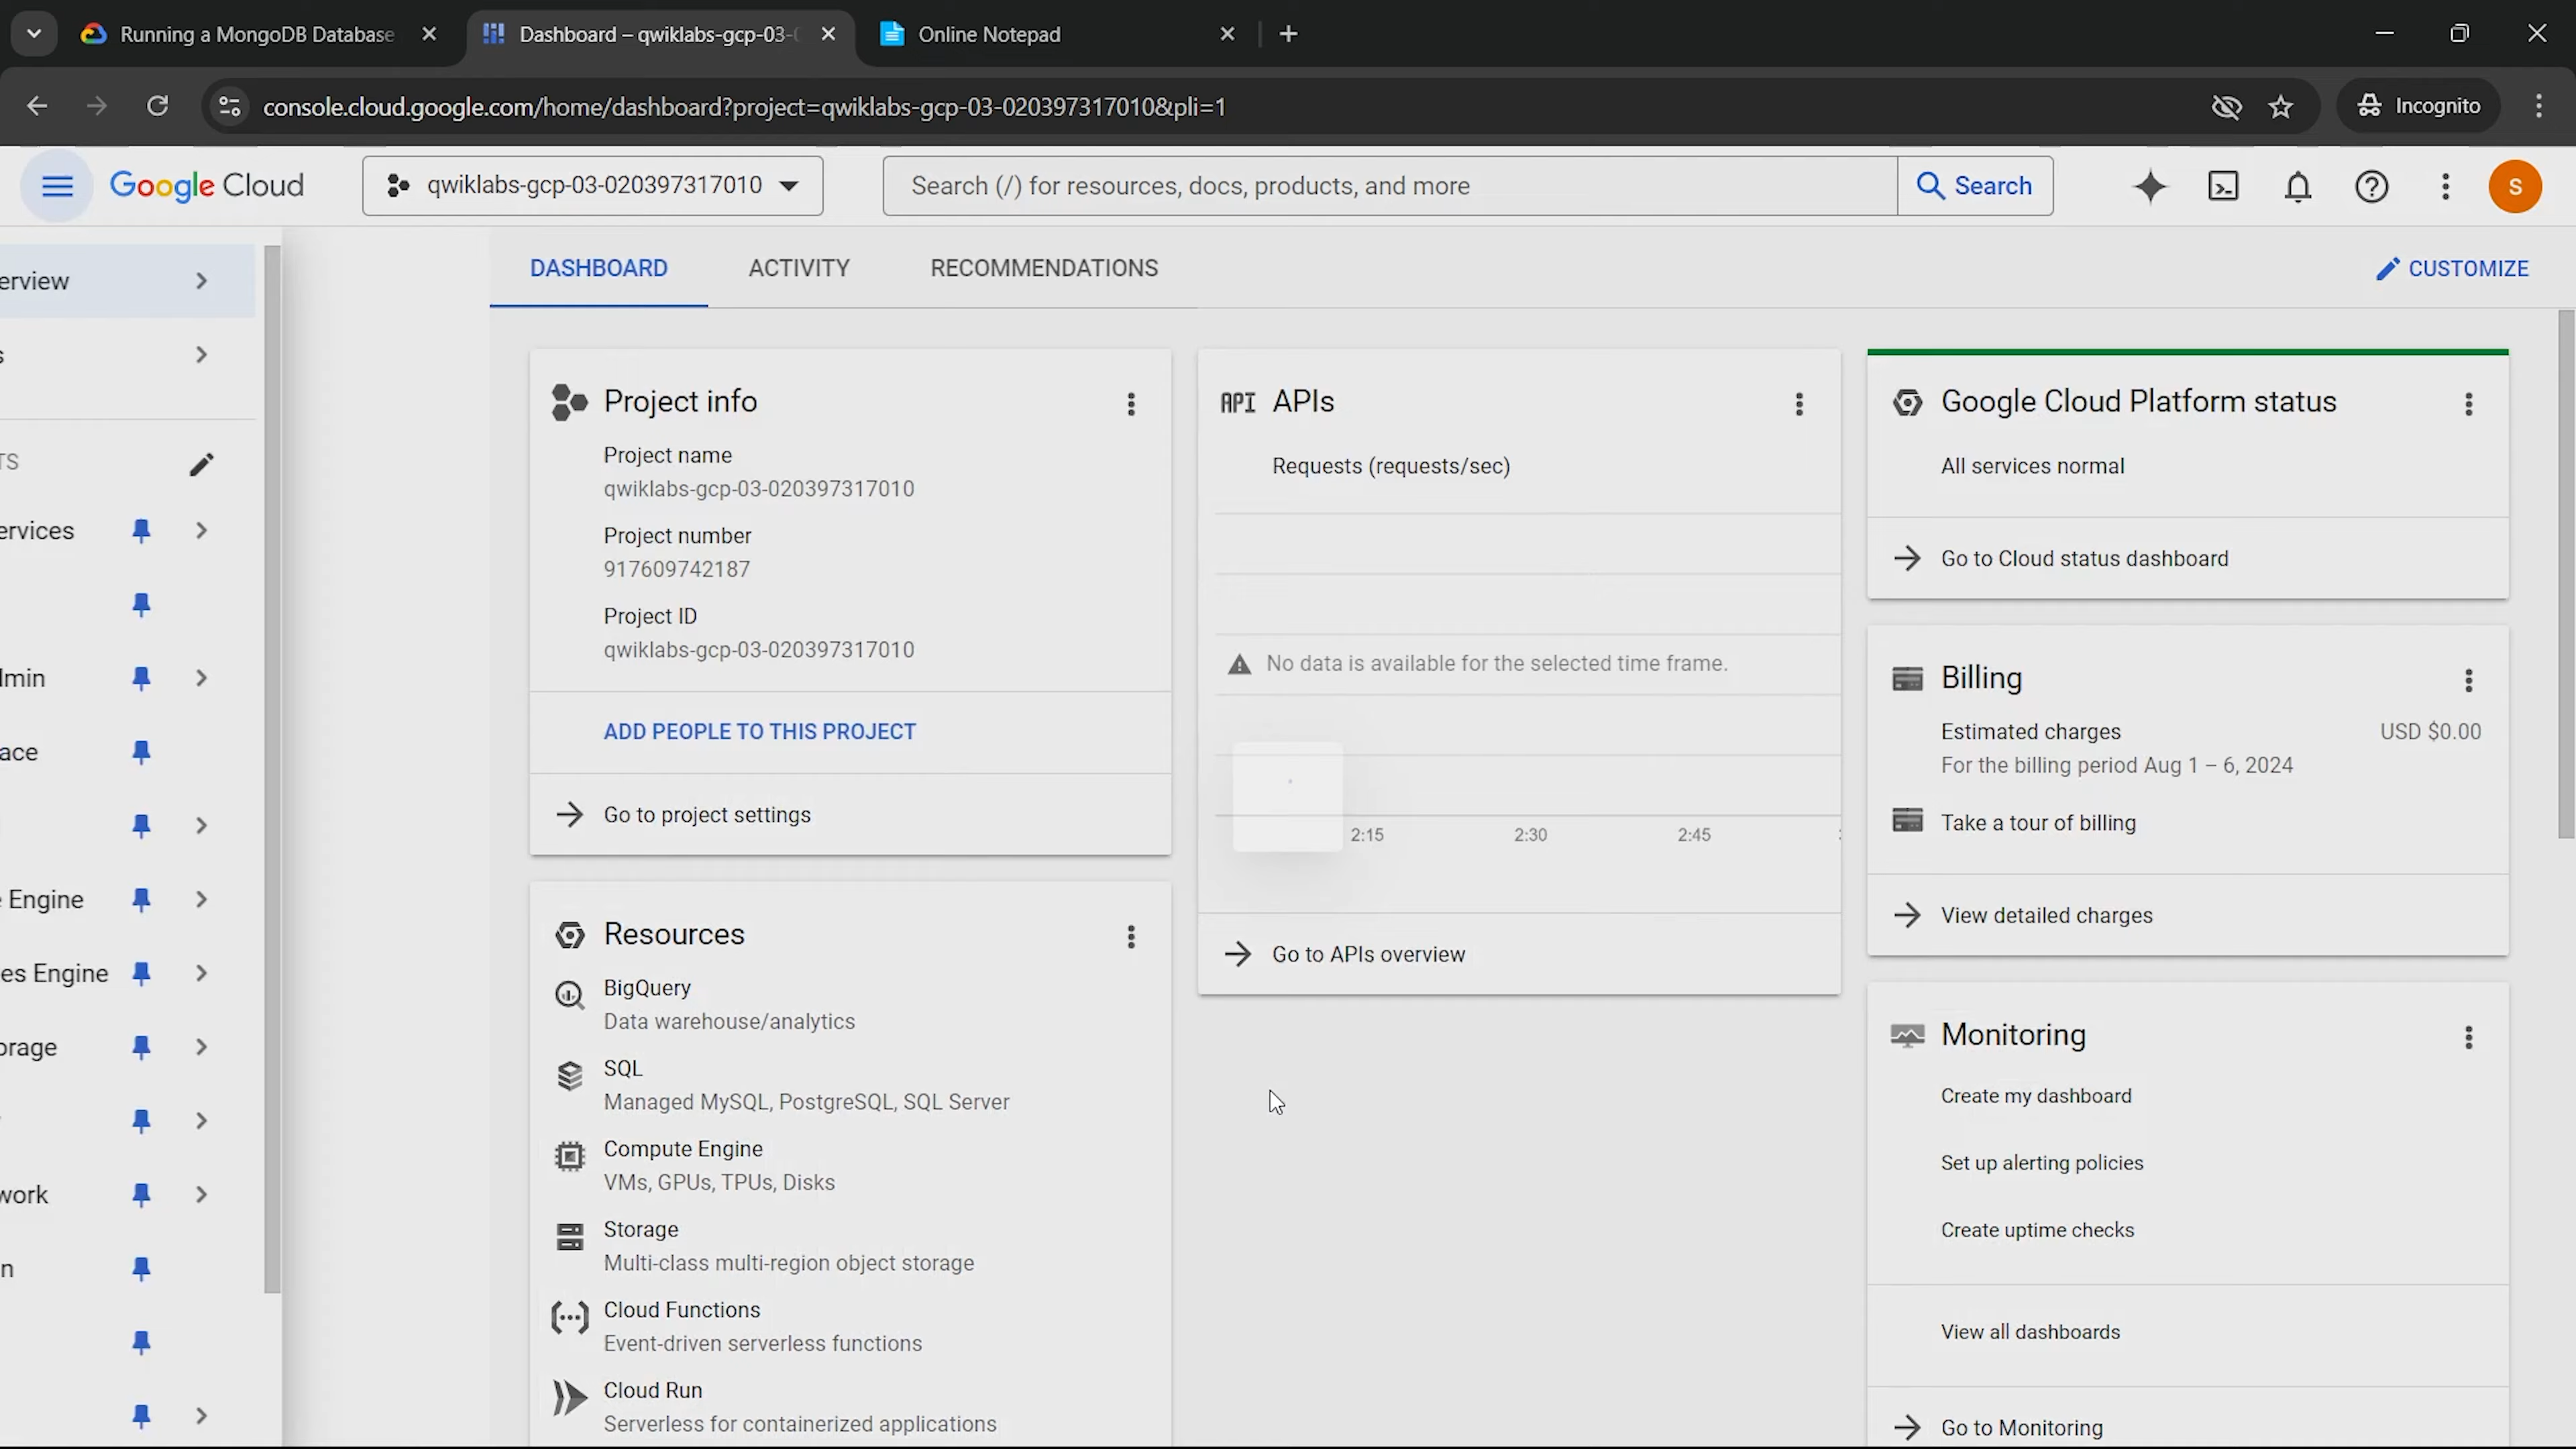 Running a MongoDB Database
Dashboard – qwiklabs-gcp-03-0
Online Notepad
console.cloud.google.com/home/dashboard?project=qwiklabs-gcp-03-020397317010&pli=1
Incognito
Google Cloud
qwiklabs-gcp-03-020397317010
Search (/) for resources, docs, products, and more
Search
S
erview
s
TS
ervices
lmin
ace
e Engine
es Engine
orage
work
n
DASHBOARD
ACTIVITY
RECOMMENDATIONS
CUSTOMIZE
Project info
Project name
qwiklabs-gcp-03-020397317010
Project number
917609742187
Project ID
qwiklabs-gcp-03-020397317010
ADD PEOPLE TO THIS PROJECT
Go to project settings
Resources
BigQuery
Data warehouse/analytics
SQL
Managed MySQL, PostgreSQL, SQL Server
Compute Engine
VMs, GPUs, TPUs, Disks
Storage
Multi-class multi-region object storage
Cloud Functions
Event-driven serverless functions
Cloud Run
Serverless for containerized applications
API
APIs
Requests (requests/sec)
No data is available for the selected time frame.
2:15
2:30
2:45
Go to APIs overview
Google Cloud Platform status
All services normal
Go to Cloud status dashboard
Billing
Estimated charges
USD $0.00
For the billing period Aug 1 – 6, 2024
Take a tour of billing
View detailed charges
Monitoring
Create my dashboard
Set up alerting policies
Create uptime checks
View all dashboards
Go to Monitoring